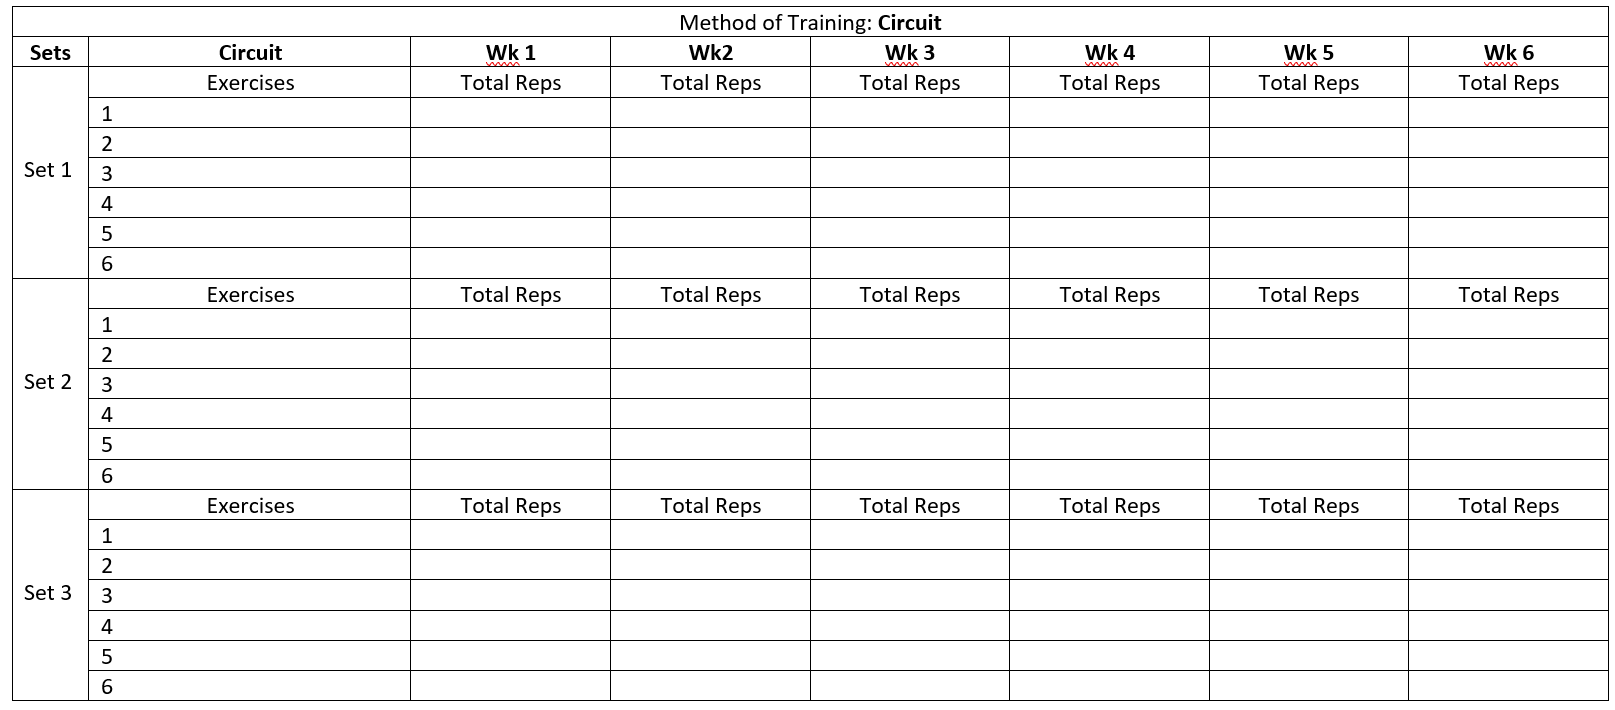 Method of Training: Circuit
Sets Circuit Wk 1 Wk2 Wk 3 Wk 4 Wk 5 Wk 6
Set 1
Exercises Total Reps Total Reps Total Reps Total Reps Total Reps Total Reps
1
2
3
4
5
6
Set 2
Exercises Total Reps Total Reps Total Reps Total Reps Total Reps Total Reps
1
2
3
4
5
6
Set 3
Exercises Total Reps Total Reps Total Reps Total Reps Total Reps Total Reps
1
2
3
4
5
6